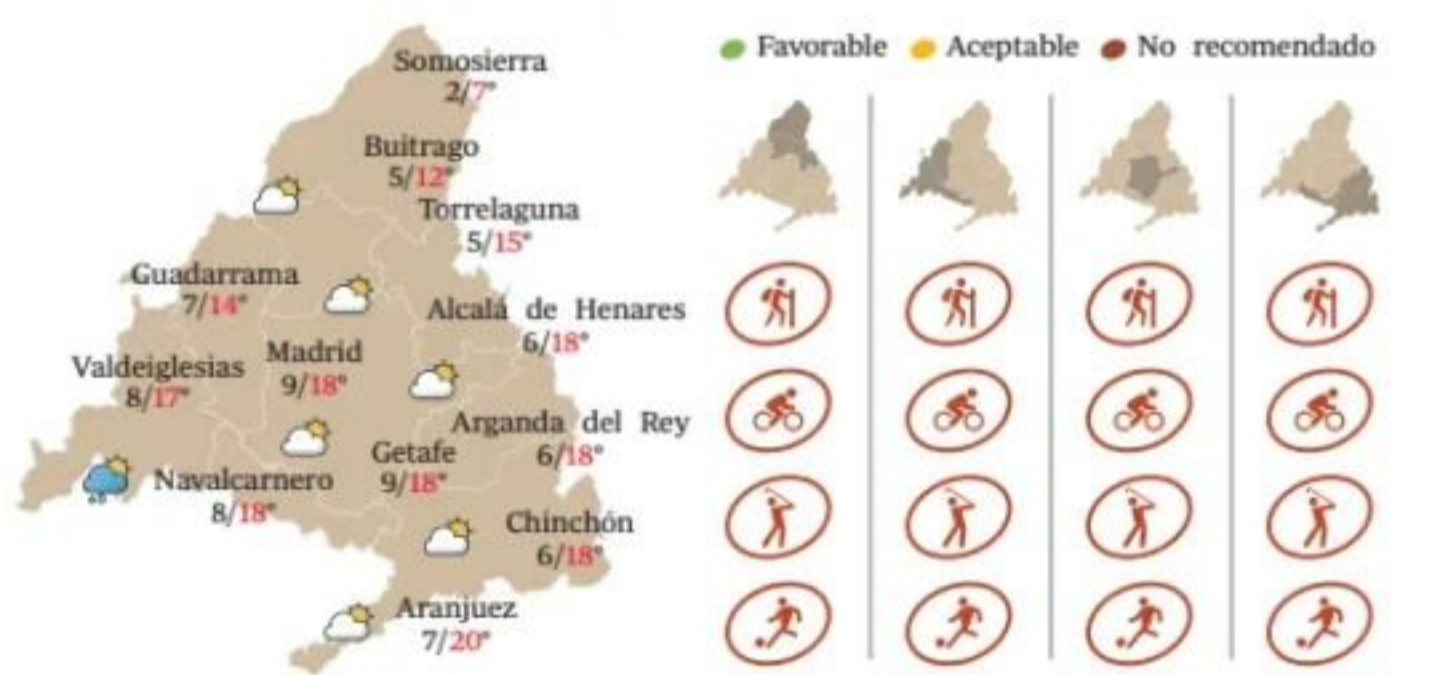 Somosierra
2/7°
Buitrago
5/12°
Torrelaguna
5/15°
Guadarrama
7/14°
Alcalá de Henares
6/18°
Valdeiglesias
8/17°
Madrid
9/18°
Arganda del Rey
6/18°
Getafe
9/18°
Navalcarnero
8/18°
Chinchón
6/18°
Aranjuez
7/20°
Favorable Aceptable No recomendado